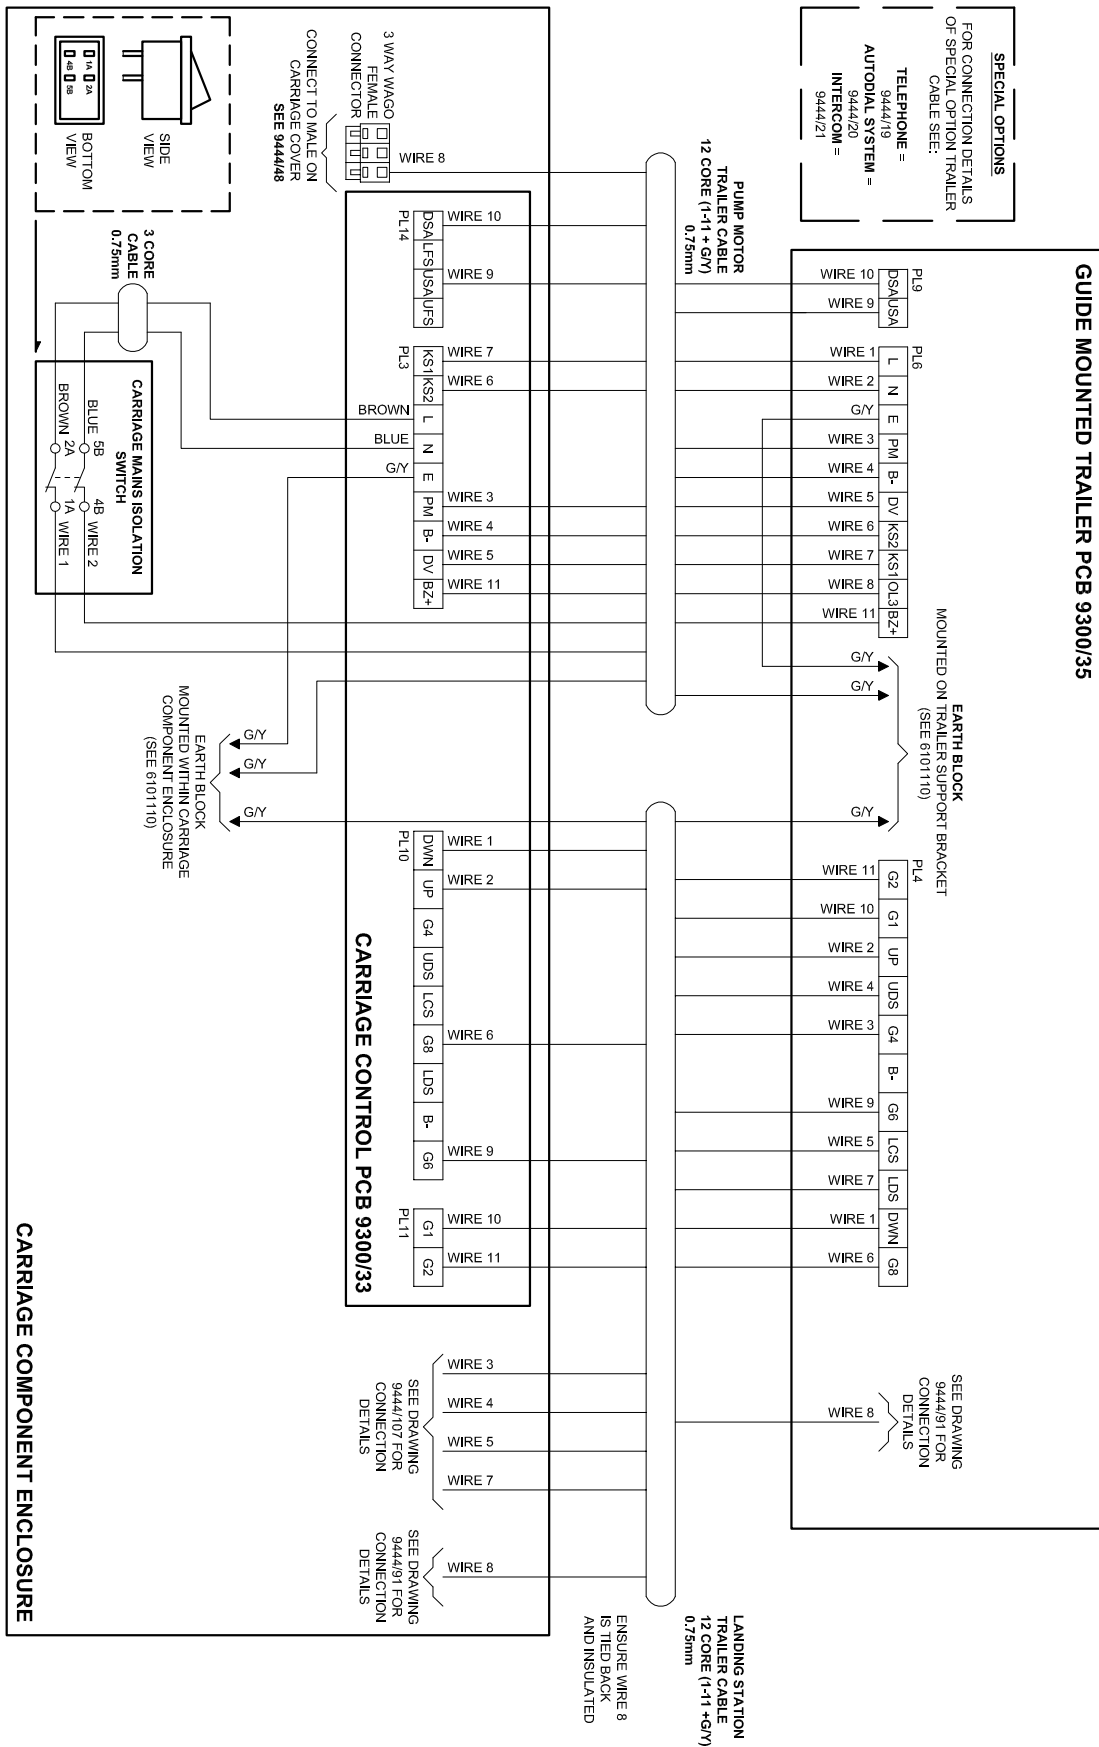 SPECIAL OPTIONS
FOR CONNECTION DETAILS
OF SPECIAL OPTION TRAILER
CABLE SEE:
TELEPHONE =
9444/19
AUTODIAL SYSTEM =
9444/20
INTERCOM =
9444/21
GUIDE MOUNTED TRAILER PCB 9300/35
PL9
DSA
USA
WIRE 10
WIRE 9
PL6
L
N
E
PM
B-
DV
KS2
KS1
OL3
BZ+
WIRE 1
WIRE 2
G/Y
WIRE 3
WIRE 4
WIRE 5
WIRE 6
WIRE 7
WIRE 8
WIRE 11
G/Y
G/Y
G/Y
EARTH BLOCK
MOUNTED ON TRAILER SUPPORT BRACKET
(SEE 6101110)
PL4
G2
G1
UP
UDS
G4
B-
G6
LCS
LDS
DWN
G8
WIRE 11
WIRE 10
WIRE 2
WIRE 4
WIRE 3
WIRE 9
WIRE 5
WIRE 7
WIRE 1
WIRE 6
WIRE 8
SEE DRAWING
9444/91 FOR
CONNECTION
DETAILS
PUMP MOTOR
TRAILER CABLE
12 CORE (1-11 + G/Y)
0.75mm
LANDING STATION
TRAILER CABLE
12 CORE (1-11 +G/Y)
0.75mm
ENSURE WIRE 8
IS TIED BACK
AND INSULATED
3 WAY WAGO
FEMALE
CONNECTOR
WIRE 8
CONNECT TO MALE ON
CARRIAGE COVER
SEE 9444/48
WIRE 10
WIRE 9
DSA
LFS
USA
UFS
PL14
WIRE 7
WIRE 6
BROWN
BLUE
G/Y
WIRE 3
WIRE 4
WIRE 5
WIRE 11
KS1
KS2
L
N
E
PM
B-
DV
BZ+
PL3
WIRE 1
WIRE 2
WIRE 6
WIRE 9
DWN
UP
G4
UDS
LCS
G8
LDS
B-
G6
PL10
WIRE 10
WIRE 11
G1
G2
PL11
CARRIAGE CONTROL PCB 9300/33
WIRE 3
WIRE 4
WIRE 5
WIRE 7
SEE DRAWING
9444/107 FOR
CONNECTION
DETAILS
WIRE 8
SEE DRAWING
9444/91 FOR
CONNECTION
DETAILS
G/Y
G/Y
G/Y
EARTH BLOCK
MOUNTED WITHIN CARRIAGE
COMPONENT ENCLOSURE
(SEE 6101110)
SIDE
VIEW
1A
2A
4B
5B
BOTTOM
VIEW
3 CORE
CABLE
0.75mm
CARRIAGE MAINS ISOLATION
SWITCH
BLUE 5B
4B WIRE 2
BROWN 2A
1A WIRE 1
CARRIAGE COMPONENT ENCLOSURE